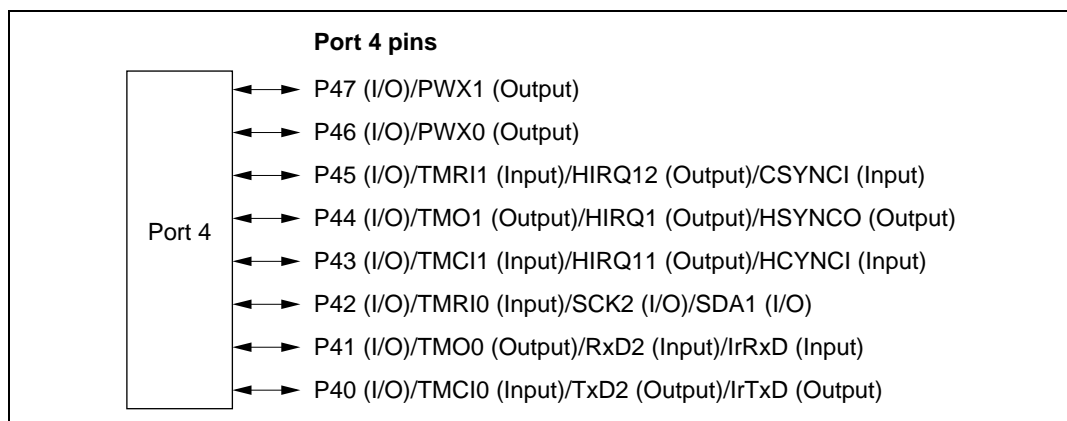 Port 4 pins
P47 (I/O)/PWX1 (Output)
P46 (I/O)/PWX0 (Output)
P45 (I/O)/TMRI1 (Input)/HIRQ12 (Output)/CSYNCI (Input)
P44 (I/O)/TMO1 (Output)/HIRQ1 (Output)/HSYNCO (Output)
Port 4
P43 (I/O)/TMCI1 (Input)/HIRQ11 (Output)/HCYNCI (Input)
P42 (I/O)/TMRI0 (Input)/SCK2 (I/O)/SDA1 (I/O)
P41 (I/O)/TMO0 (Output)/RxD2 (Input)/IrRxD (Input)
P40 (I/O)/TMCI0 (Input)/TxD2 (Output)/IrTxD (Output)